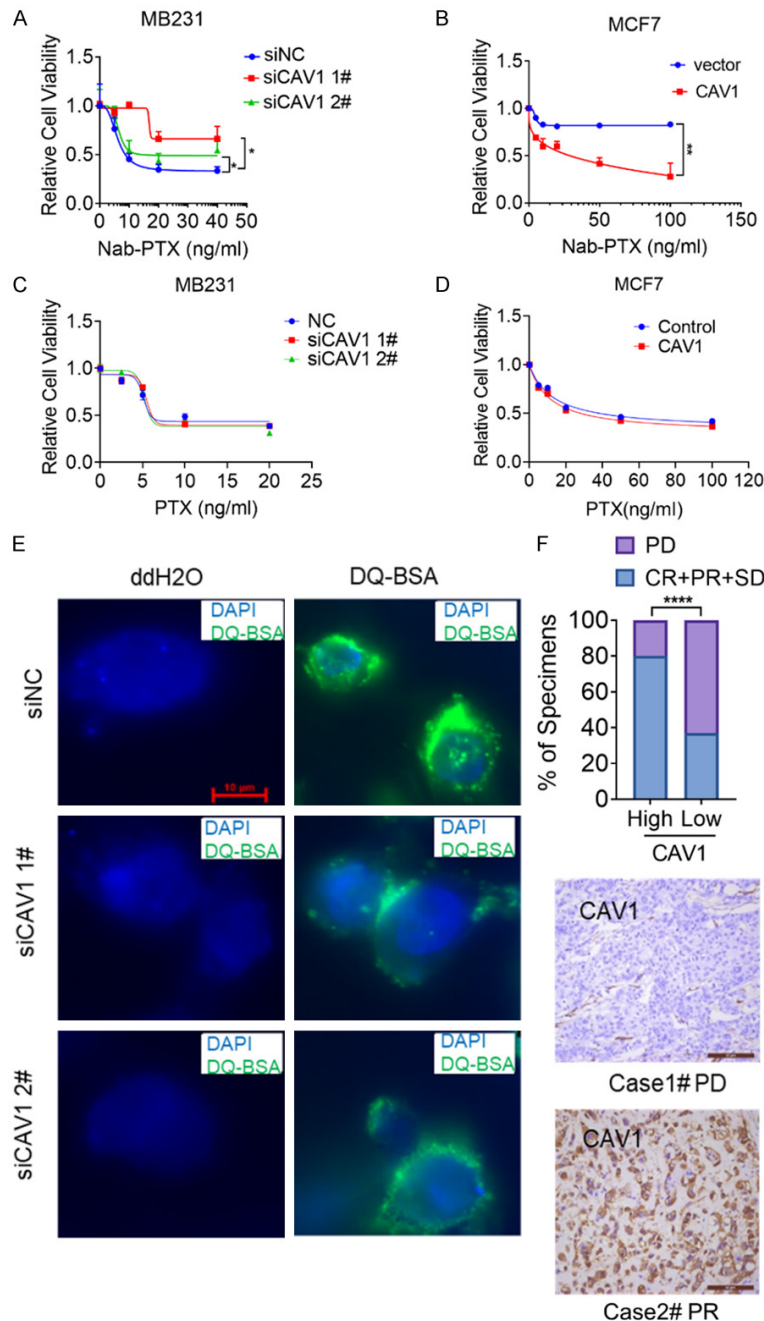 A
MB231
Relative Cell Viability
1.5
1.0
0.5
0.0
0 10 20 30 40 50
Nab-PTX (ng/ml)
siNC
siCAV1 1#
siCAV1 2#
*
*
B
MCF7
Relative Cell Viability
1.5
1.0
0.5
0.0
0 50 100 150
Nab-PTX (ng/ml)
vector
CAV1
**
C
MB231
Relative Cell Viability
1.5
1.0
0.5
0.0
0 5 10 15 20 25
PTX (ng/ml)
NC
siCAV1 1#
siCAV1 2#
D
MCF7
Relative Cell Viability
1.5
1.0
0.5
0.0
0 20 40 60 80 100 120
PTX(ng/ml)
Control
CAV1
E
ddH2O
DQ-BSA
siNC
DAPI
DQ-BSA
10 μm
DAPI
DQ-BSA
siCAV1 1#
DAPI
DQ-BSA
DAPI
DQ-BSA
siCAV1 2#
DAPI
DQ-BSA
DAPI
DQ-BSA
F
PD
CR+PR+SD
****
% of Specimens
100
80
60
40
20
0
High Low
CAV1
CAV1
Case1# PD
CAV1
Case2# PR